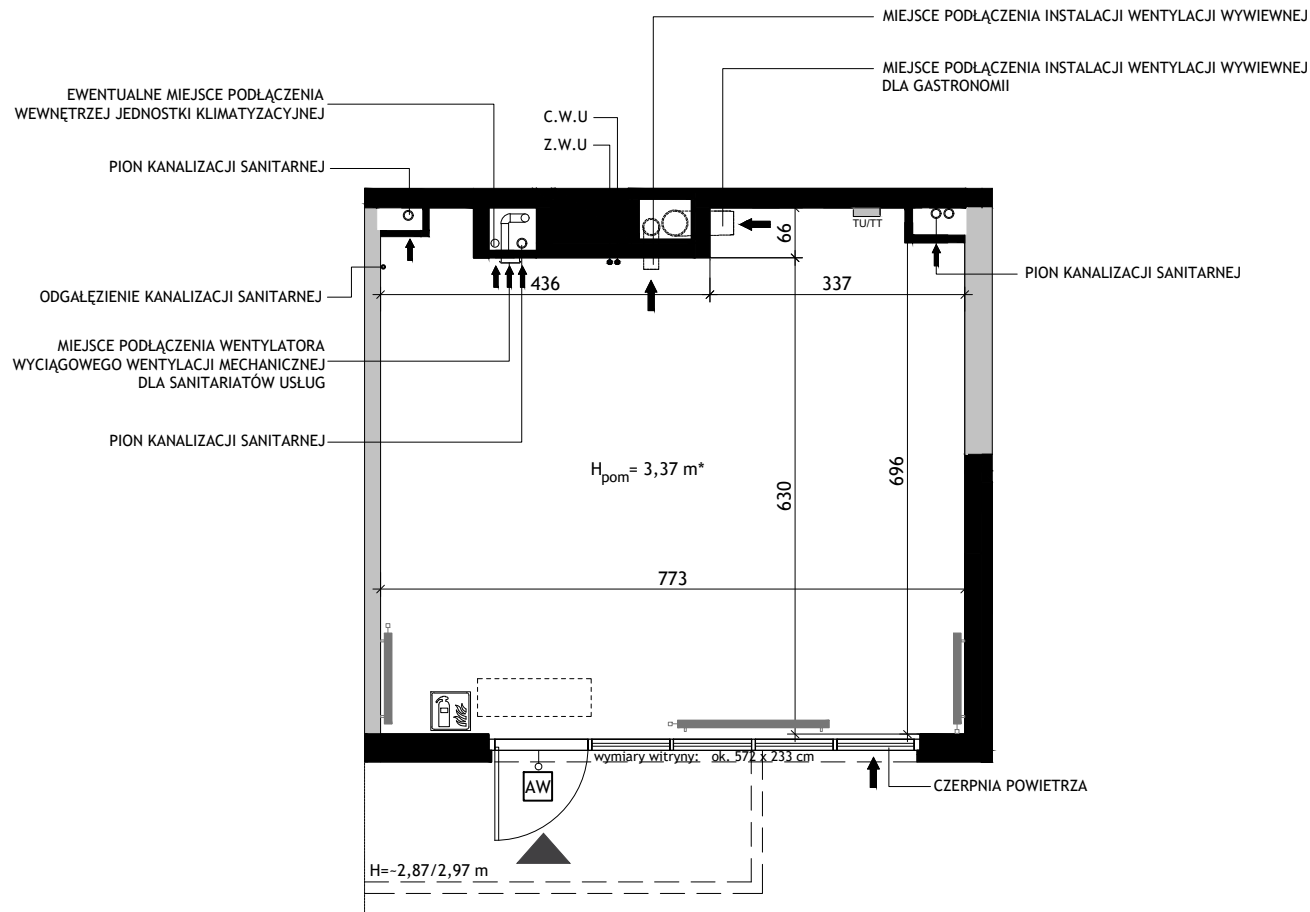 MIEJSCE PODŁĄCZENIA INSTALACJI WENTYLACJI WYWIEWNEJ
MIEJSCE PODŁĄCZENIA INSTALACJI WENTYLACJI WYWIEWNEJ
DLA GASTRONOMII
EWENTUALNE MIEJSCE PODŁĄCZENIA
WEWNĘTRZEJ JEDNOSTKI KLIMATYZACYJNEJ
C.W.U
Z.W.U
PION KANALIZACJI SANITARNEJ
TU/TT
66
PION KANALIZACJI SANITARNEJ
436
337
ODGAŁĘZIENIE KANALIZACJI SANITARNEJ
MIEJSCE PODŁĄCZENIA WENTYLATORA
WYCIĄGOWEGO WENTYLACJI MECHANICZNEJ
DLA SANITARIATÓW USŁUG
PION KANALIZACJI SANITARNEJ
Hpom= 3,37 m*
630
696
773
wymiary witryny: ok. 572 x 233 cm
AW
CZERPNIA POWIETRZA
H=~2,87/2,97 m